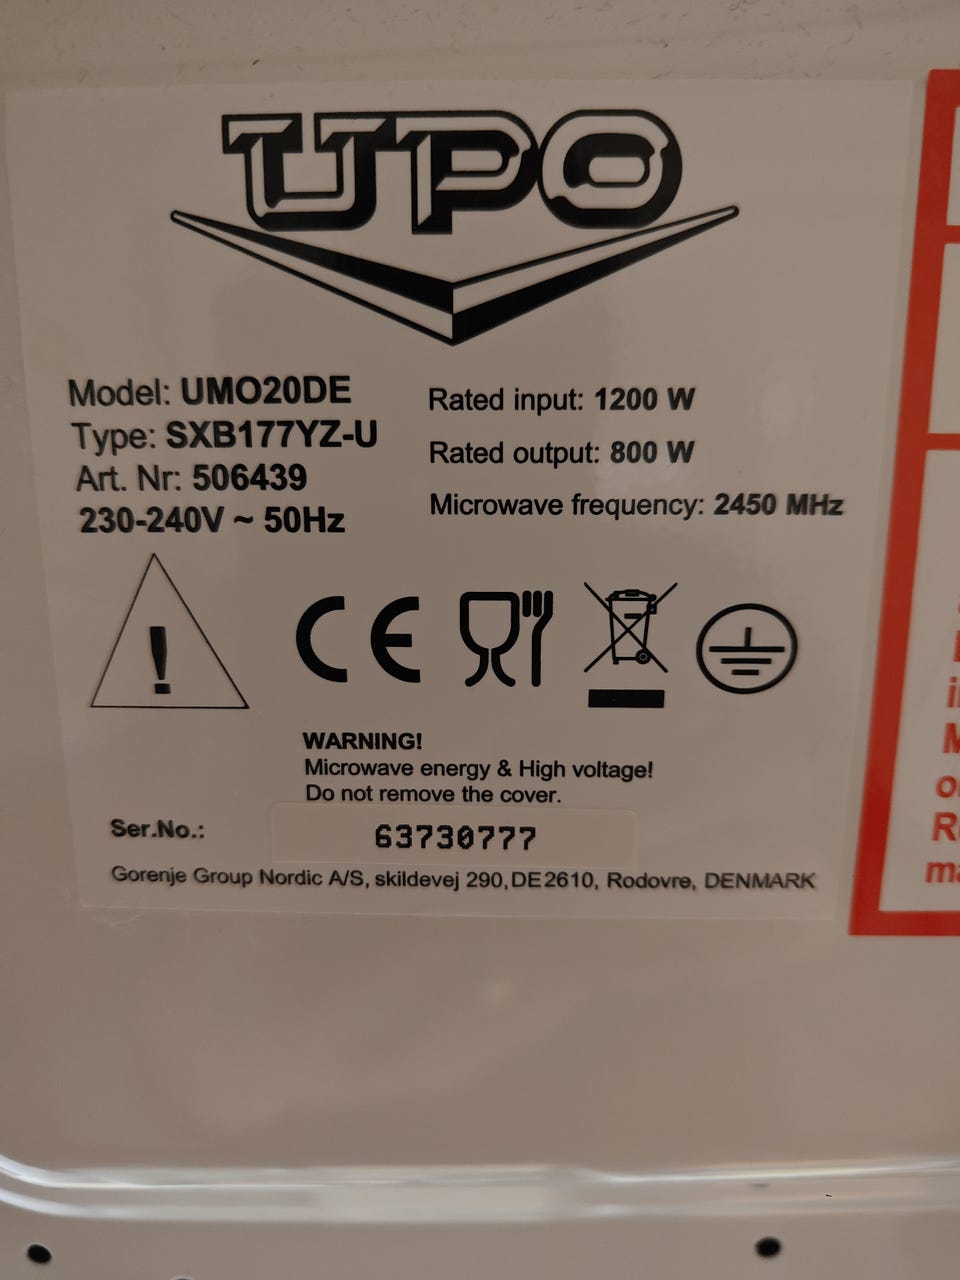 UPO
Model: UMO20DE
Type: SXB177YZ-U
Art. Nr: 506439
230-240V ~ 50Hz
Rated input: 1200 W
Rated output: 800 W
Microwave frequency: 2450 MHz
CE
WARNING!
Microwave energy & High voltage!
Do not remove the cover.
Ser.No.: 63730777
Gorenje Group Nordic A/S, skildevej 290, DE2610, Rodovre, DENMARK